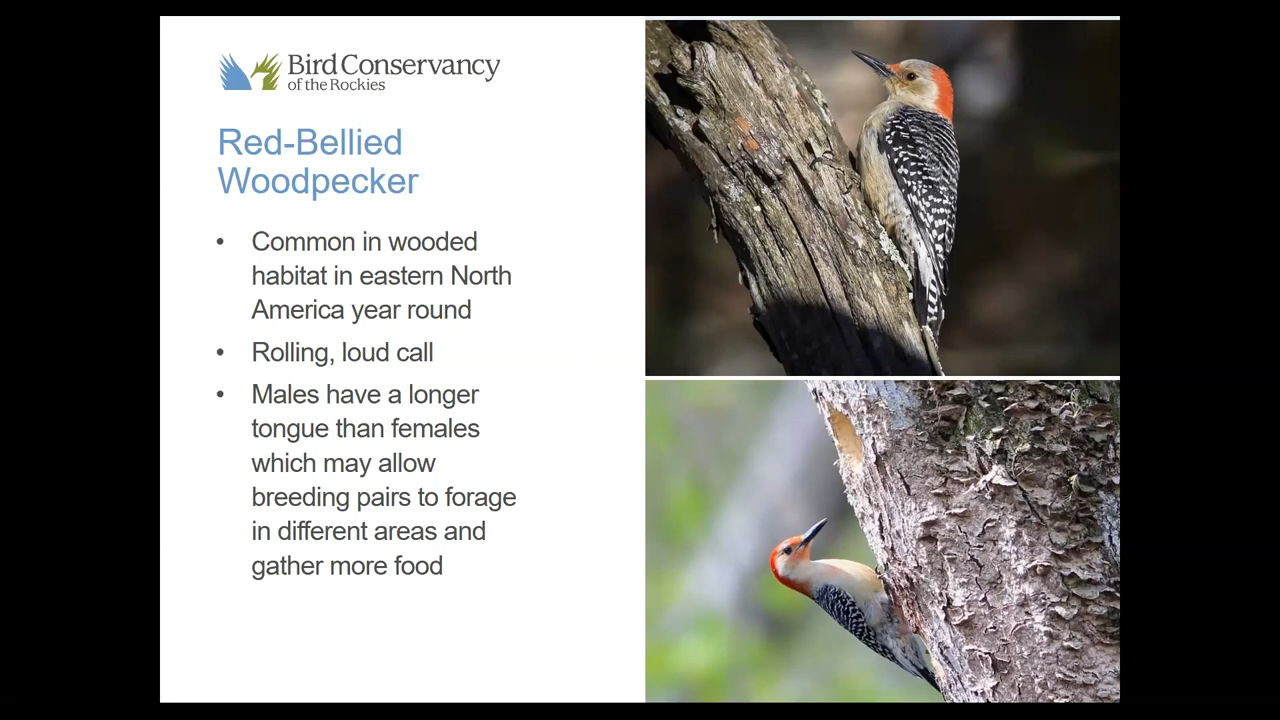 Bird Conservancy
of the Rockies
Red-Bellied
Woodpecker
• Common in wooded
habitat in eastern North
America year round
• Rolling, loud call
• Males have a longer
tongue than females
which may allow
breeding pairs to forage
in different areas and
gather more food